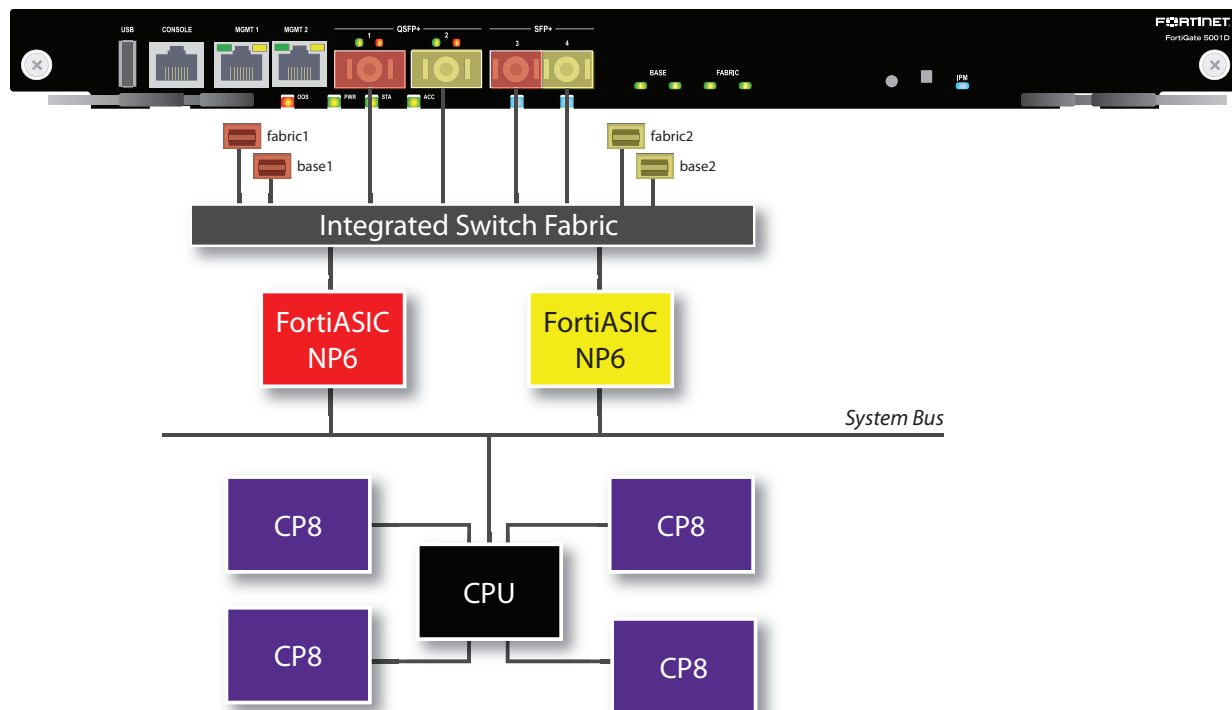 USB
CONSOLE
MGMT 1
MGMT 2
QSFP+
1
2
SFP+
3
4
FORTINET
FortiGate 5001D
BASE
FABRIC
IPM
OOS
PWR
STA
ACC
fabric1
base1
fabric2
base2
Integrated Switch Fabric
FortiASIC
NP6
FortiASIC
NP6
System Bus
CP8
CP8
CPU
CP8
CP8